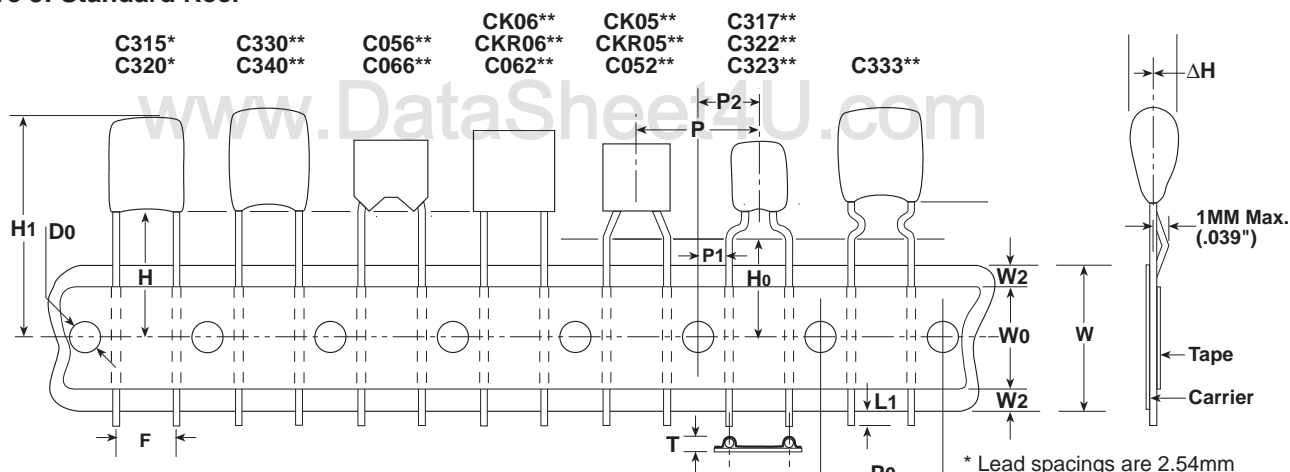 CK06** CK05** C317**
C315* C330** C056** CKR06** CKR05** C322**
C320* C340** C066** C062** C052** C323** C333**
www.DataSheet4U.com
ΔH
P2
P
H1
D0
H
P1
H0
1MM Max.
(.039")
W2
W0
W
Tape
Carrier
L1
W2
F
T
* Lead spacings are 2.54mm